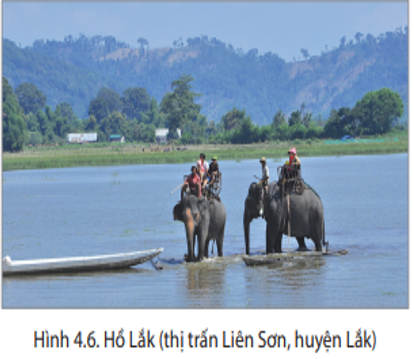 Hình 4.6. Hồ Lắk (thị trấn Liên Sơn, huyện Lắk)